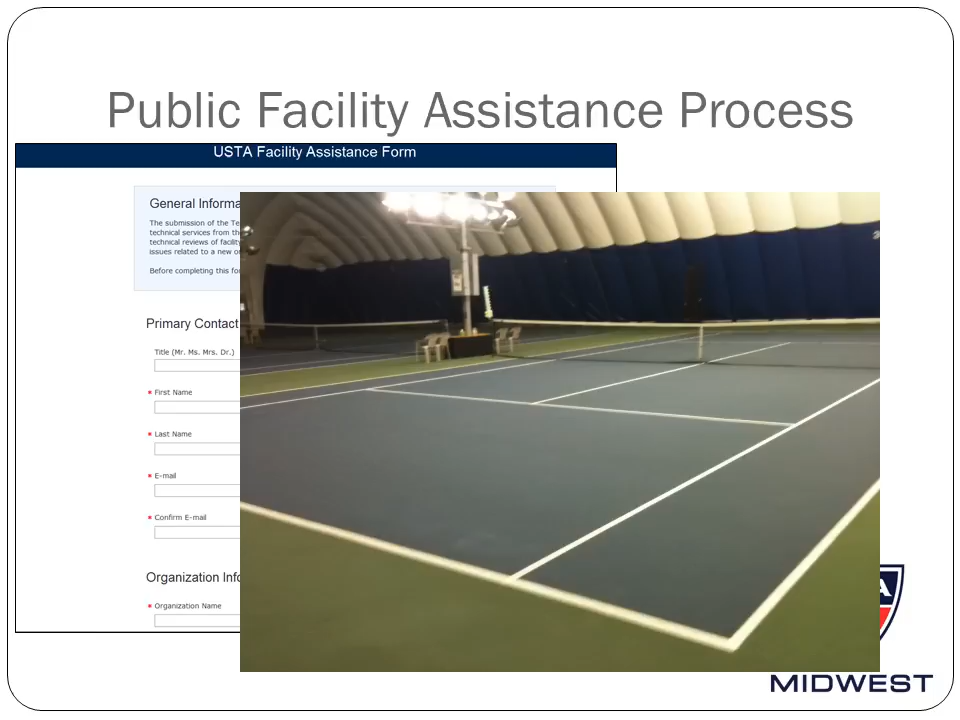 Public Facility Assistance Process
USTA Facility Assistance Form
General Informa
The submission of the Te
technical services from th
technical reviews of facility
issues related to a new o
Before completing this fo
Primary Contact
Title (Mr. Ms. Mrs. Dr.)
* First Name
* Last Name
* E-mail
* Confirm E-mail
Organization Info
* Organization Name
A
MIDWEST